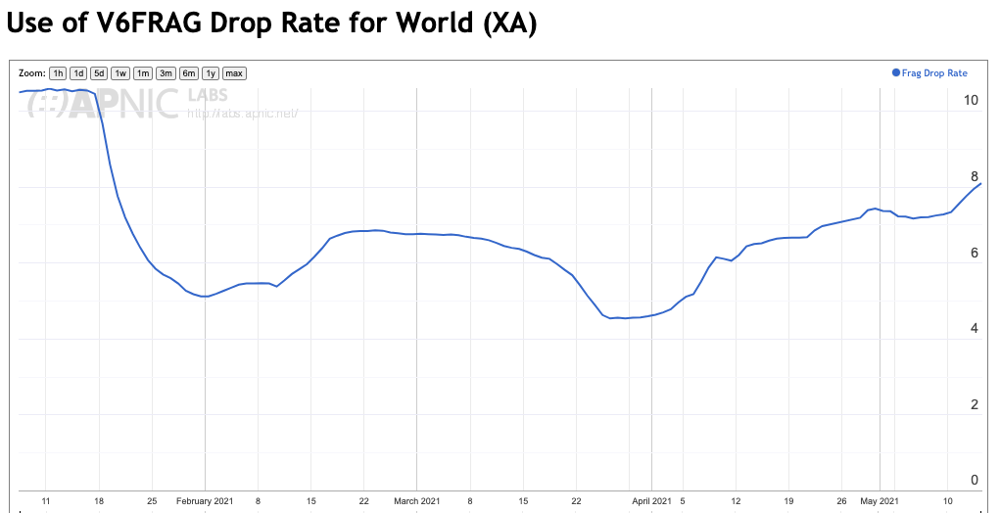 Use of V6FRAG Drop Rate for World (XA)
Zoom: 1h 1d 5d 1w 1m 3m 6m 1y max
Frag Drop Rate
APNIC LABS
http://labs.apnic.net/
10
8
6
4
2
0
11 18 25 February 2021 8 15 22 March 2021 8 15 22 April 2021 5 12 19 26 May 2021 10